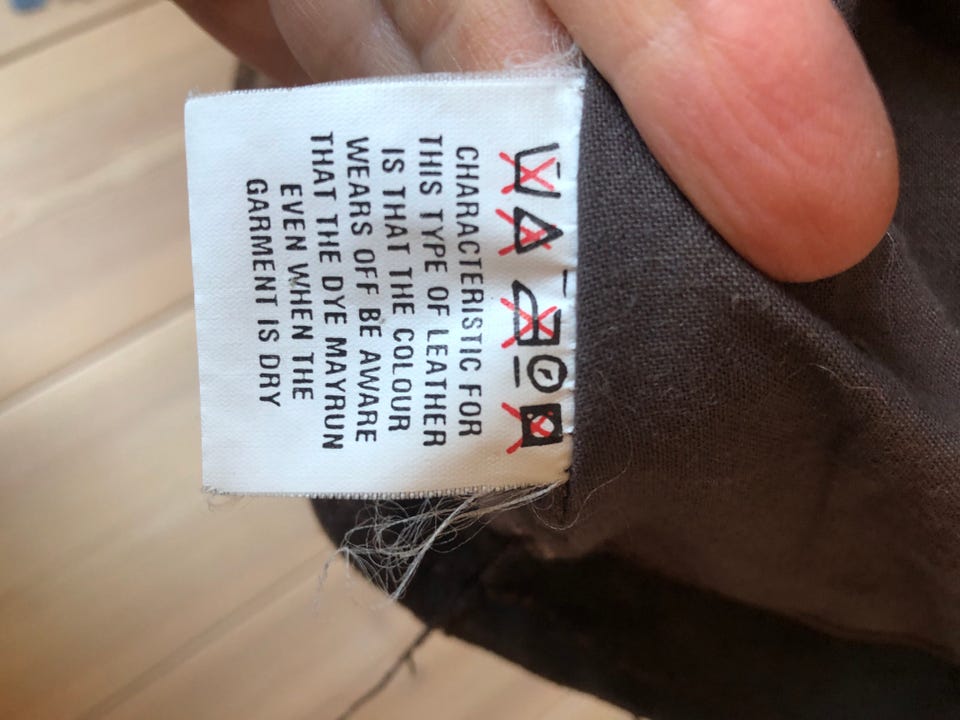 CHARACTERISTIC FOR
THIS TYPE OF LEATHER
IS THAT THE COLOUR
WEARS OFF BE AWARE
THAT THE DYE MAYRUN
EVEN WHEN THE
GARMENT IS DRY